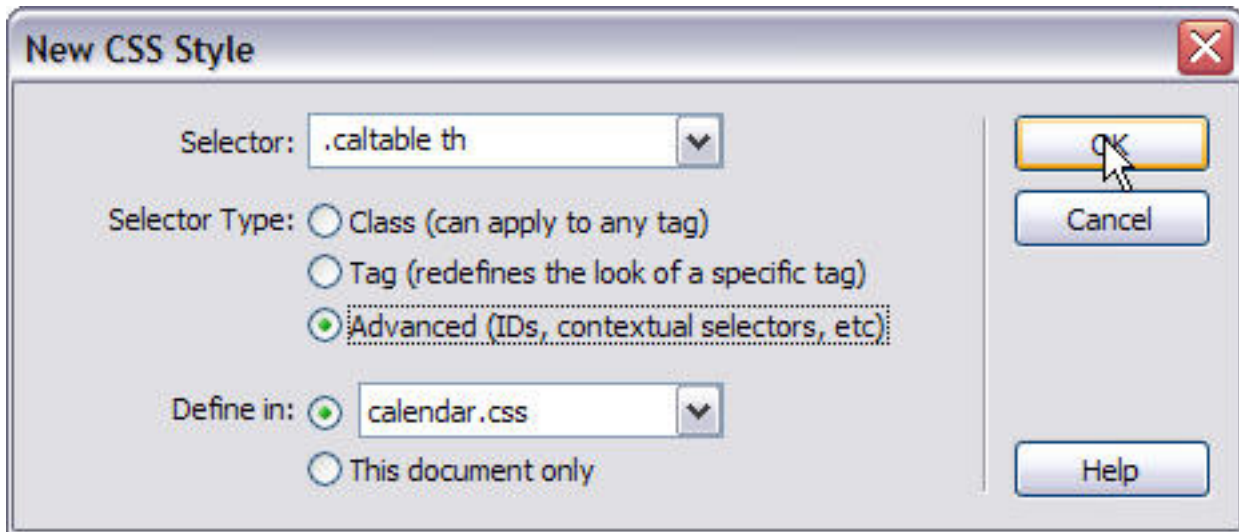 New CSS Style
Selector: .caltable th
OK
Selector Type: Class (can apply to any tag)
Cancel
Tag (redefines the look of a specific tag)
Advanced (IDs, contextual selectors, etc)
Define in: calendar.css
This document only
Help